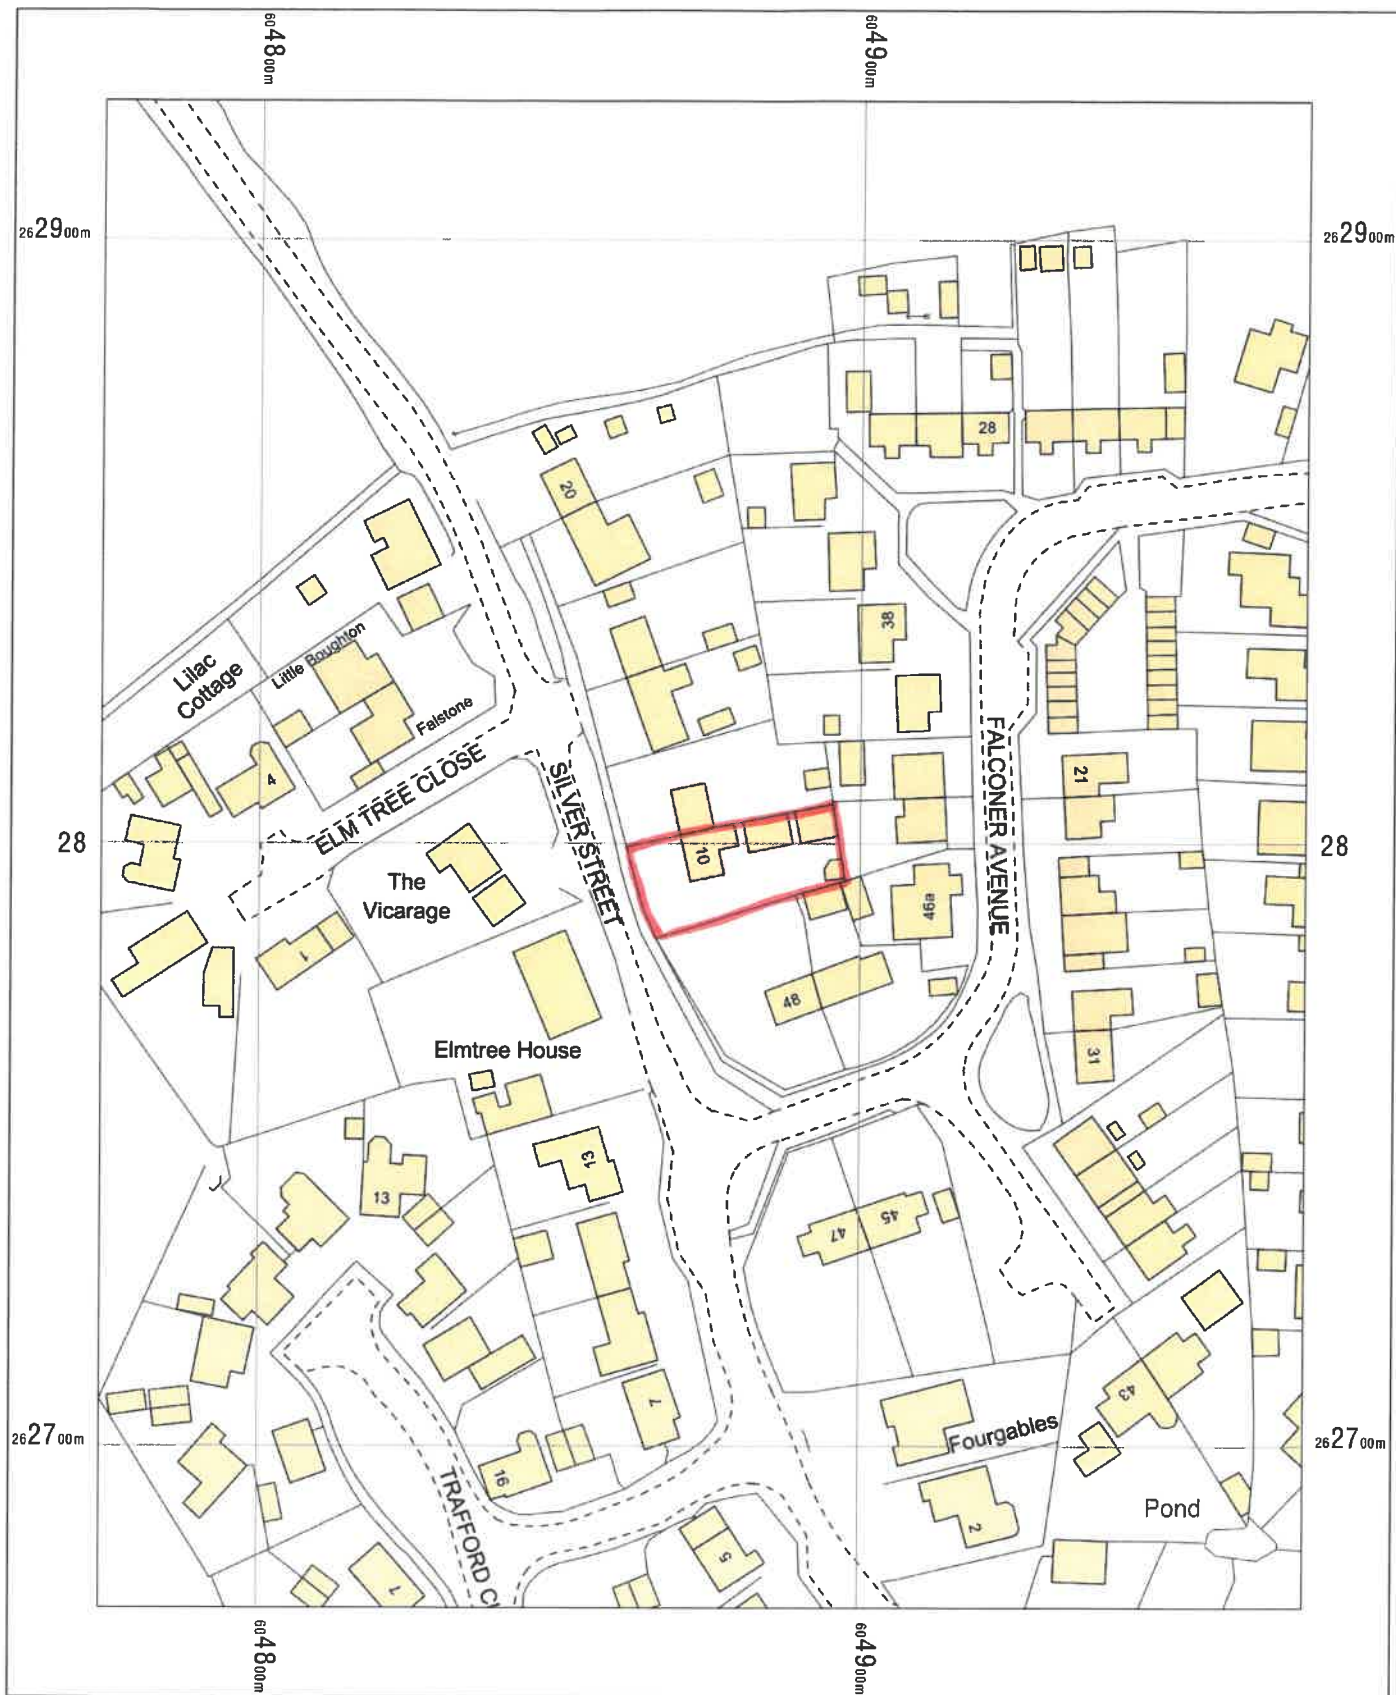 604800m
604900m
262900m
262900m
28
20
38
Lilac
Cottage
Little Boughton
Falstone
4
ELM TREE CLOSE
SILVER STREET
FALCONER AVENUE
21
28
28
10
The
Vicarage
46a
1
48
Elmtree House
31
13
13
47
45
7
43
262700m
262700m
Fourgables
16
TRAFFORD
Pond
2
5
1
604800m
604900m